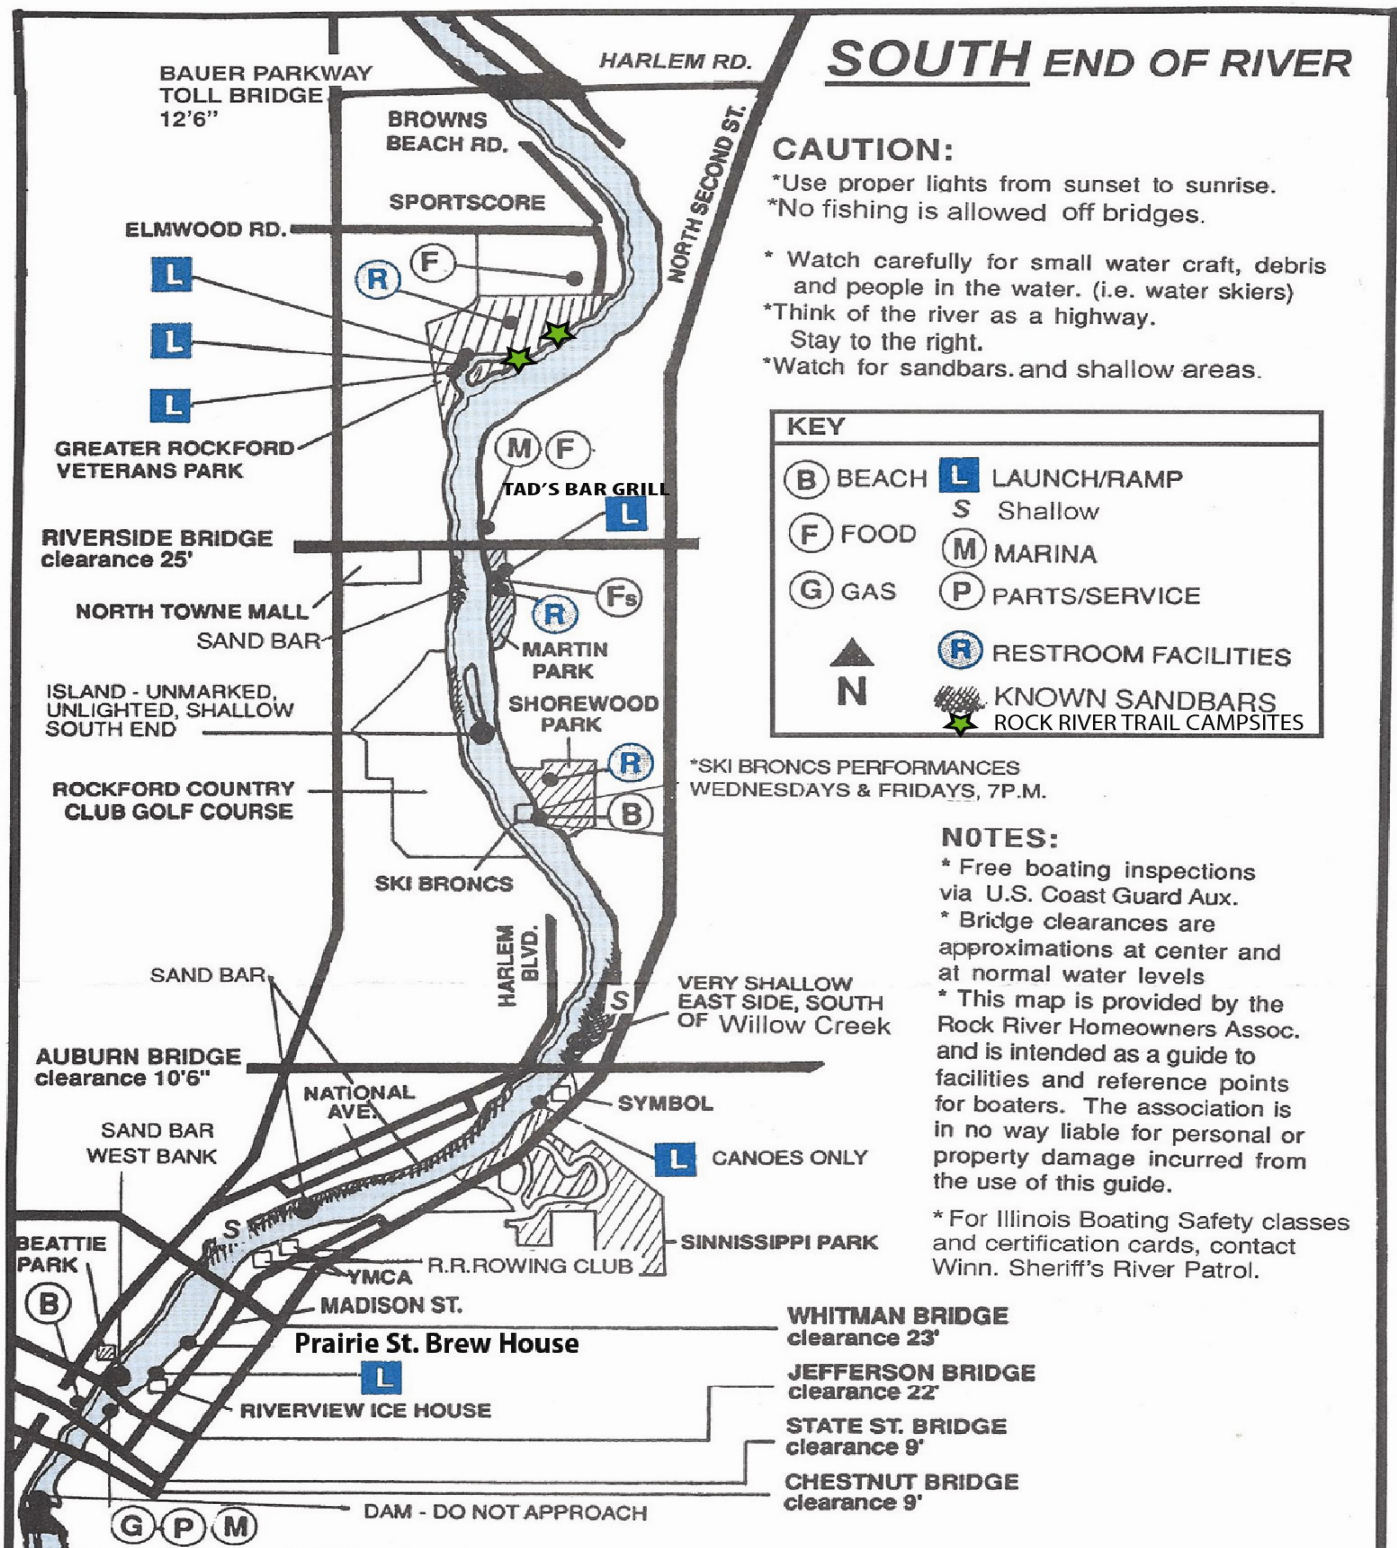 SOUTH END OF RIVER
HARLEM RD.
BAUER PARKWAY
TOLL BRIDGE
12'6"
BROWNS
BEACH RD.
NORTH SECOND ST.
SPORTSCORE
ELMWOOD RD.
F
R
L
L
L
GREATER ROCKFORD
VETERANS PARK
M F
TAD'S BAR GRILL
L
RIVERSIDE BRIDGE
clearance 25'
NORTH TOWNE MALL
SAND BAR
Fs
R
MARTIN
PARK
ISLAND - UNMARKED,
UNLIGHTED, SHALLOW
SOUTH END
SHOREWOOD
PARK
R
B
ROCKFORD COUNTRY
CLUB GOLF COURSE
*SKI BRONCS PERFORMANCES
WEDNESDAYS & FRIDAYS, 7P.M.
SKI BRONCS
HARLEM
BLVD.
SAND BAR
S
VERY SHALLOW
EAST SIDE, SOUTH
OF Willow Creek
AUBURN BRIDGE
clearance 10'6"
NATIONAL
AVE.
SYMBOL
SAND BAR
WEST BANK
L CANOES ONLY
S
SINNISSIPPI PARK
BEATTIE
PARK
R.R.ROWING CLUB
YMCA
B
MADISON ST.
Prairie St. Brew House
L
RIVERVIEW ICE HOUSE
WHITMAN BRIDGE
clearance 23'
JEFFERSON BRIDGE
clearance 22'
STATE ST. BRIDGE
clearance 9'
CHESTNUT BRIDGE
clearance 9'
DAM - DO NOT APPROACH
G P M
CAUTION:
*Use proper lights from sunset to sunrise.
*No fishing is allowed off bridges.
* Watch carefully for small water craft, debris
and people in the water. (i.e. water skiers)
*Think of the river as a highway.
Stay to the right.
*Watch for sandbars.and shallow areas.
KEY
B BEACH
L LAUNCH/RAMP
S Shallow
F FOOD
M MARINA
G GAS
P PARTS/SERVICE
N
R RESTROOM FACILITIES
KNOWN SANDBARS
ROCK RIVER TRAIL CAMPSITES
NOTES:
* Free boating inspections
via U.S. Coast Guard Aux.
* Bridge clearances are
approximations at center and
at normal water levels
* This map is provided by the
Rock River Homeowners Assoc.
and is intended as a guide to
facilities and reference points
for boaters. The association is
in no way liable for personal or
property damage incurred from
the use of this guide.
* For Illinois Boating Safety classes
and certification cards, contact
Winn. Sheriff's River Patrol.